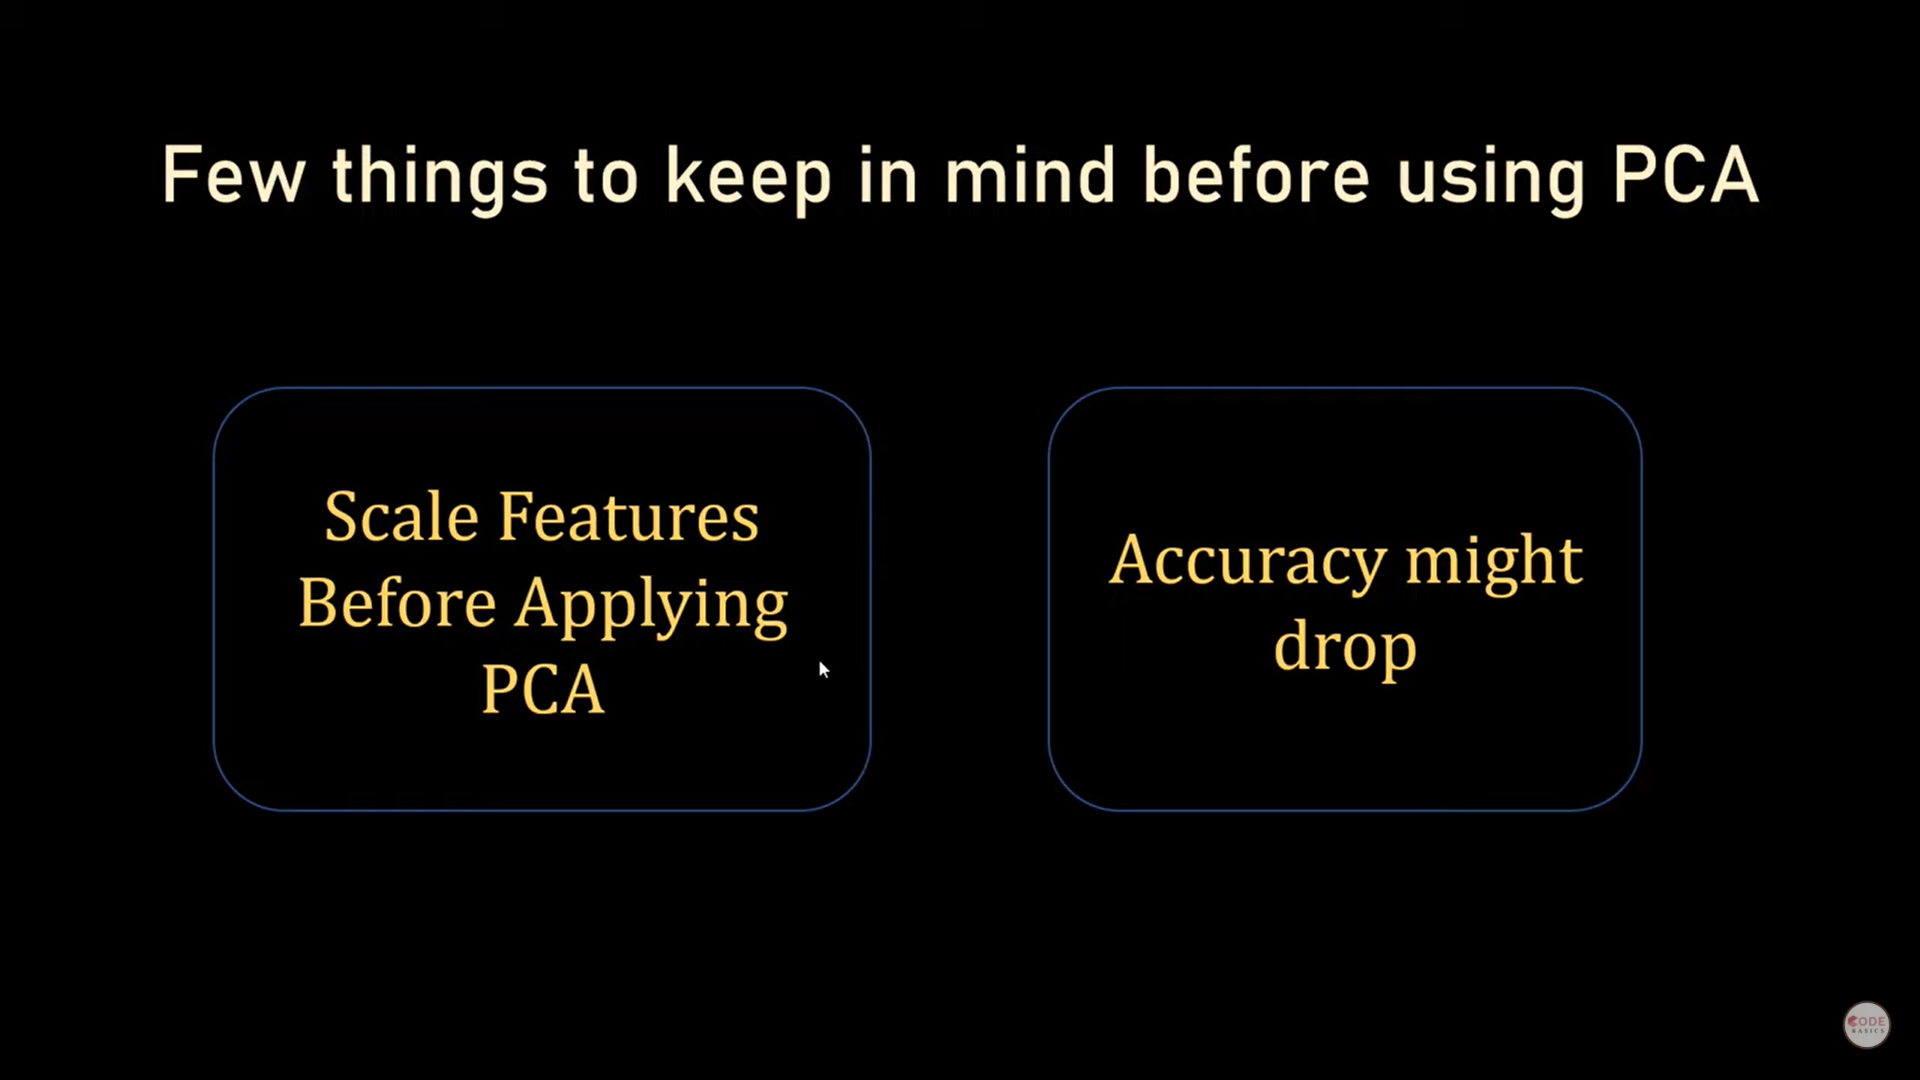 Few things to keep in mind before using PCA
Scale Features
Before Applying
PCA
Accuracy might
drop
CODE
BASICS